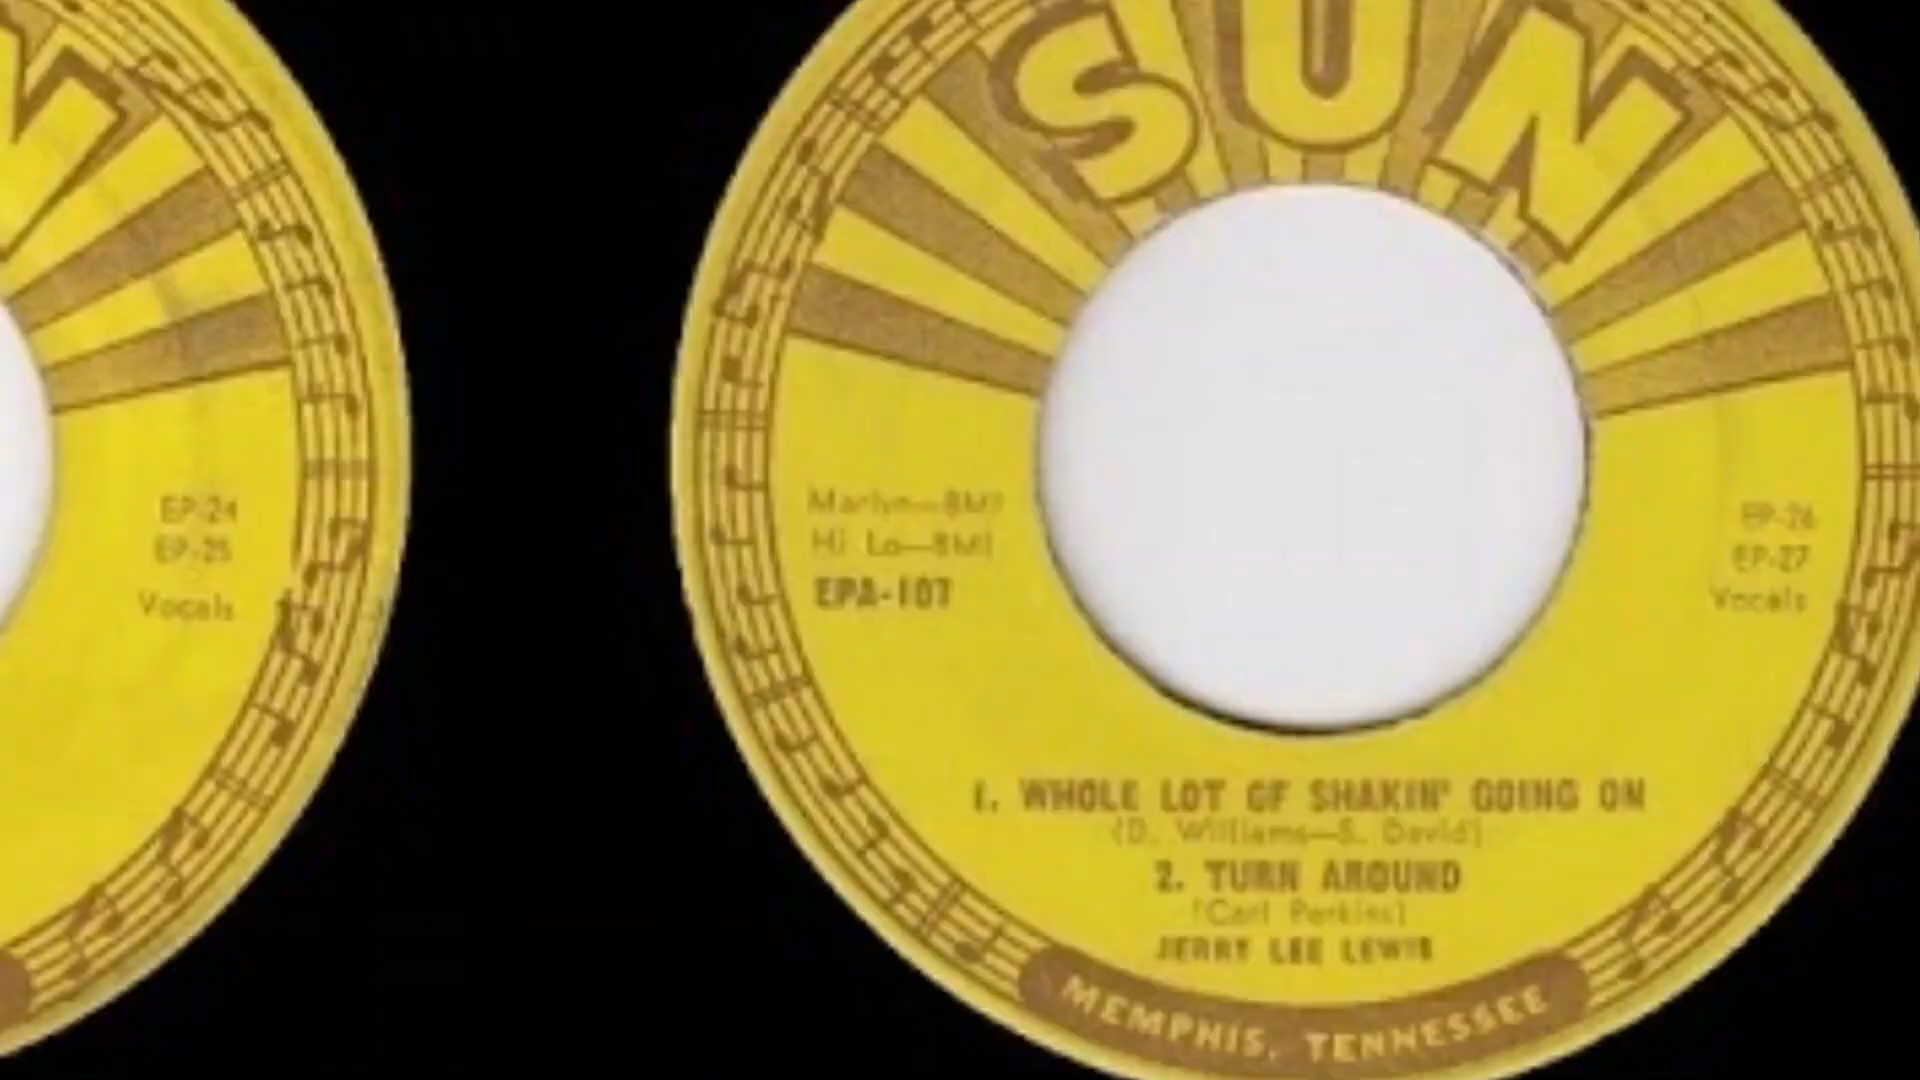 N
EP-24
EP-25
Vocals
SUN
Marlyn—BMI
Hi Lo—BMI
EPA-107
EP-26
EP-27
Vocals
1. WHOLE LOT OF SHAKIN' GOING ON
(D. Williams—S. David)
2. TURN AROUND
(Carl Perkins)
JERRY LEE LEWIS
MEMPHIS, TENNESSEE